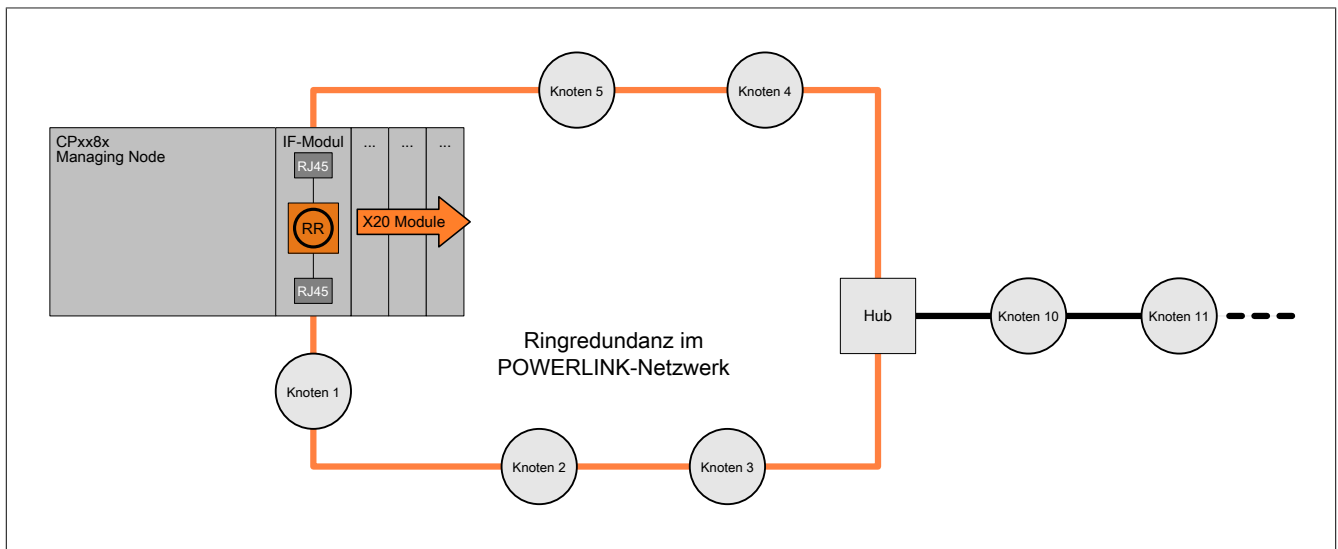 Knoten 5
Knoten 4
CPxx8x
Managing Node
IF-Modul
...
...
...
RJ45
RR
X20 Module
RJ45
Hub
Knoten 10
Knoten 11
Ringredundanz im
POWERLINK-Netzwerk
Knoten 1
Knoten 2
Knoten 3